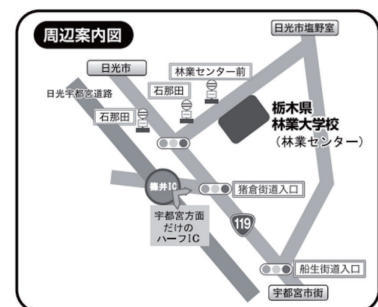 周辺案内図
日光市塩野室
日光市
林業センター前
日光宇都宮道路
石那田
石那田
栃木県
林業大学校
(林業センター)
篠井IC
猪倉街道入口
宇都宮方面
だけの
ハーフIC
119
船生街道入口
宇都宮市街